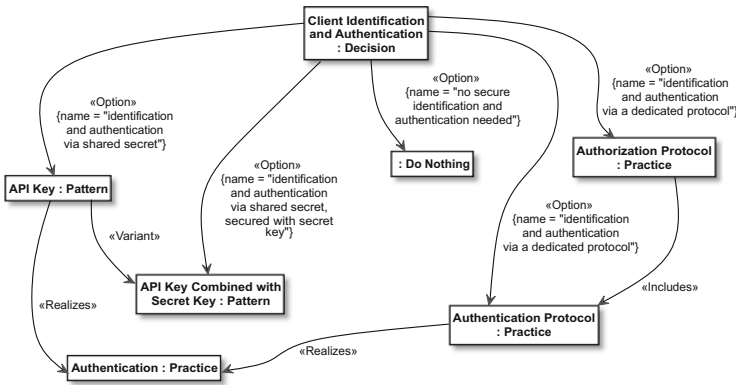 Client Identification
and Authentication
: Decision
«Option»
{name = "identification
and authentication
via shared secret"}
«Option»
{name = "no secure
identification and
authentication needed"}
«Option»
{name = "identification
and authentication
via a dedicated protocol"}
: Do Nothing
Authorization Protocol
: Practice
«Option»
{name = "identification
and authentication
via shared secret,
secured with secret
key"}
API Key : Pattern
«Option»
{name = "identification
and authentication
via a dedicated protocol"}
«Variant»
API Key Combined with
Secret Key : Pattern
«Includes»
«Realizes»
Authentication Protocol
: Practice
«Realizes»
Authentication : Practice